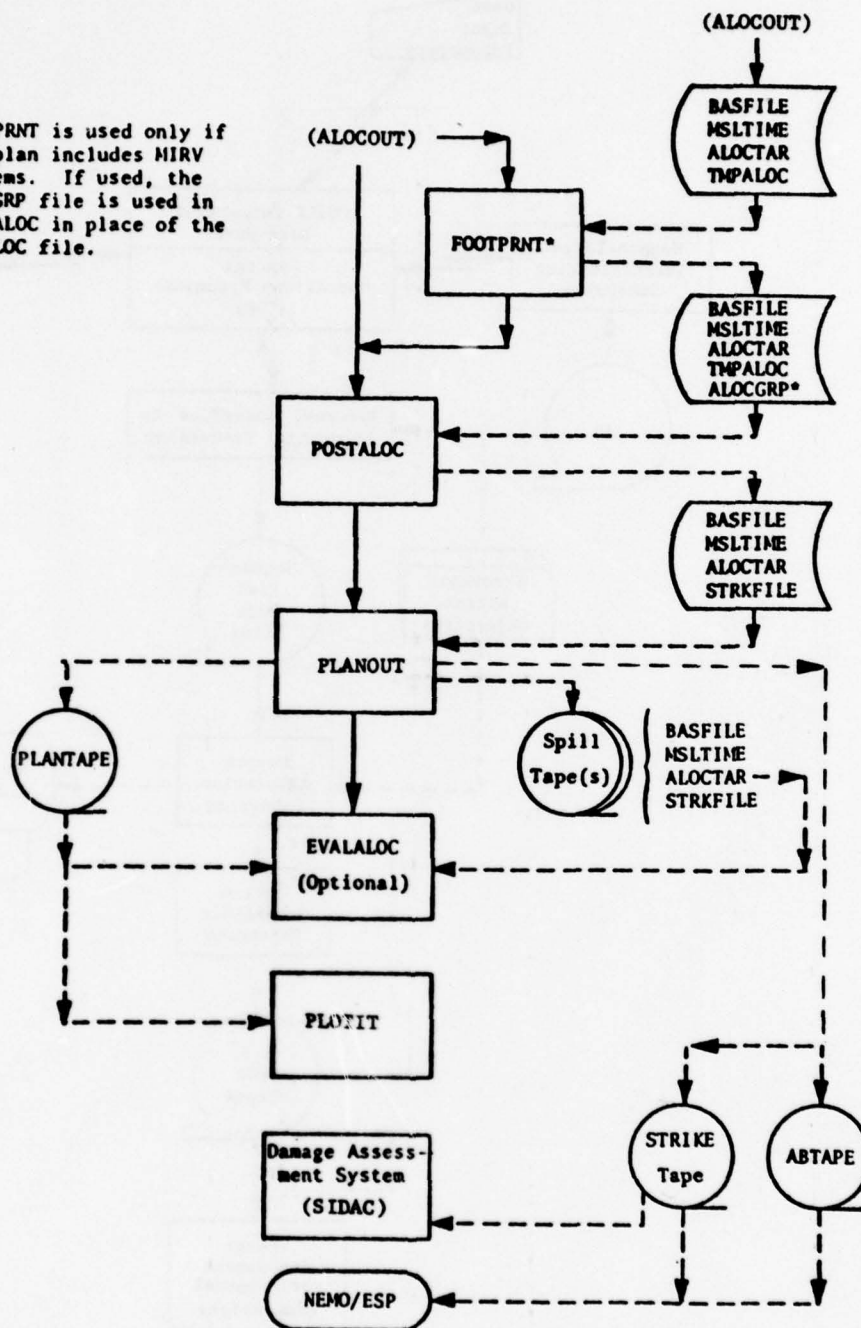 (ALOCOUT)
BASFILE
MSLTIME
ALOCTAR
TMPALOC
PRNT is used only if
plan includes MIRV
ems. If used, the
GRP file is used in
ALOC in place of the
LOC file.
(ALOCOUT)
FOOTPRNT*
BASFILE
MSLTIME
ALOCTAR
TMPALOC
ALOCGRP*
POSTALOC
BASFILE
MSLTIME
ALOCTAR
STRKFILE
PLANOUT
PLANTAPE
Spill
Tape(s)
BASFILE
MSLTIME
ALOCTAR
STRKFILE
EVALALOC
(Optional)
PLOTIT
STRIKE
Tape
ABTAPE
Damage Assess-
ment System
(SIDAC)
NEMO/ESP